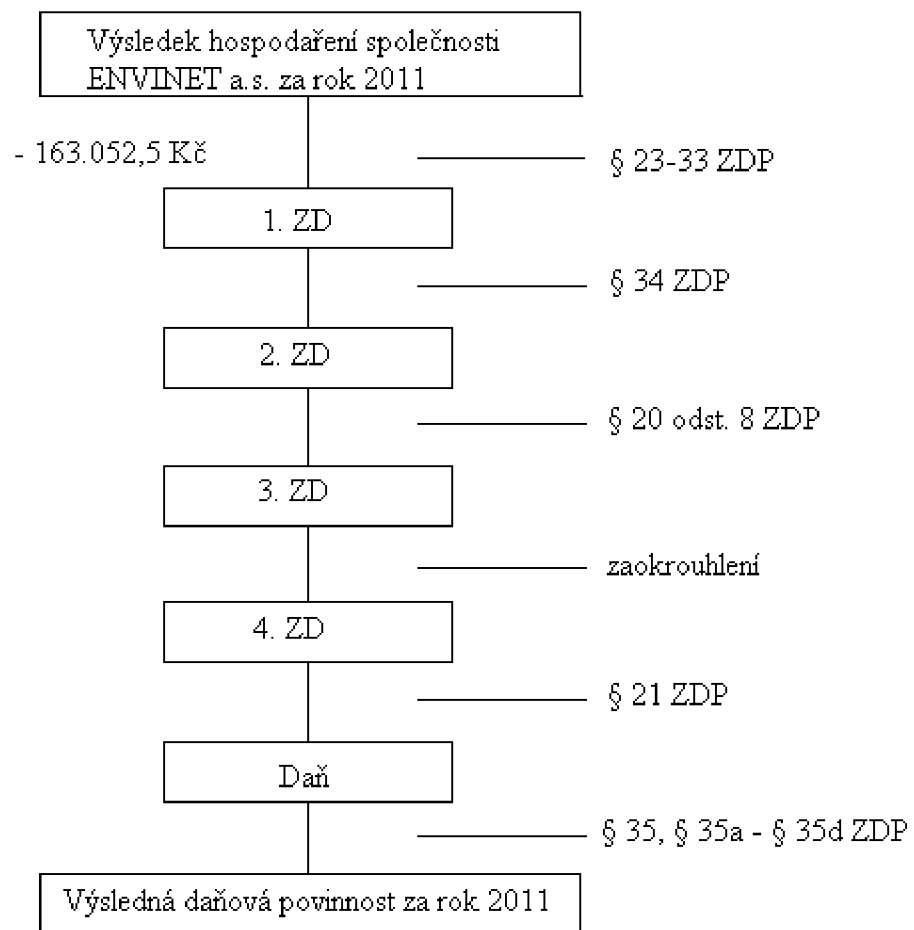 Výsledek hospodaření společnosti
ENVINET a.s. za rok 2011
- 163.052,5 Kč
§ 23-33 ZDP
1. ZD
§ 34 ZDP
2. ZD
§ 20 odst. 8 ZDP
3. ZD
zaokrouhlení
4. ZD
§ 21 ZDP
Daň
§ 35, § 35a - § 35d ZDP
Výsledná daňová povinnost za rok 2011